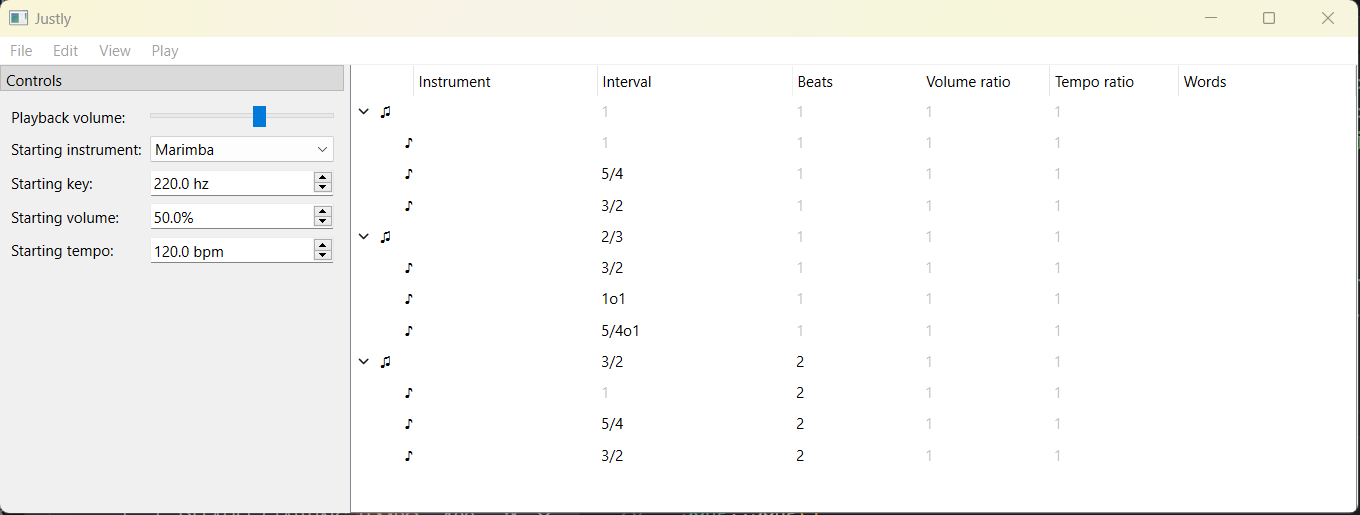 Justly
File Edit View Play
Controls
Playback volume:
Starting instrument: Marimba
Starting key: 220.0 hz
Starting volume: 50.0%
Starting tempo: 120.0 bpm
Instrument Interval Beats Volume ratio Tempo ratio Words
♫ 1 1 1 1
♪ 1 1 1 1
♪ 5/4 1 1 1
♪ 3/2 1 1 1
♫ 2/3 1 1 1
♪ 3/2 1 1 1
♪ 1o1 1 1 1
♪ 5/4o1 1 1 1
♫ 3/2 2 1 1
♪ 1 2 1 1
♪ 5/4 2 1 1
♪ 3/2 2 1 1